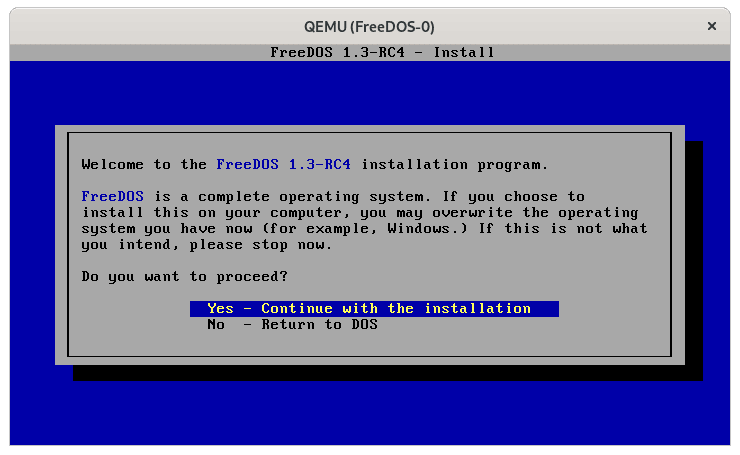 QEMU (FreeDOS-0)
×
FreeDOS 1.3-RC4 - Install
Welcome to the FreeDOS 1.3-RC4 installation program.
FreeDOS is a complete operating system. If you choose to
install this on your computer, you may overwrite the operating
system you have now (for example, Windows.) If this is not what
you intend, please stop now.
Do you want to proceed?
Yes - Continue with the installation
No  - Return to DOS